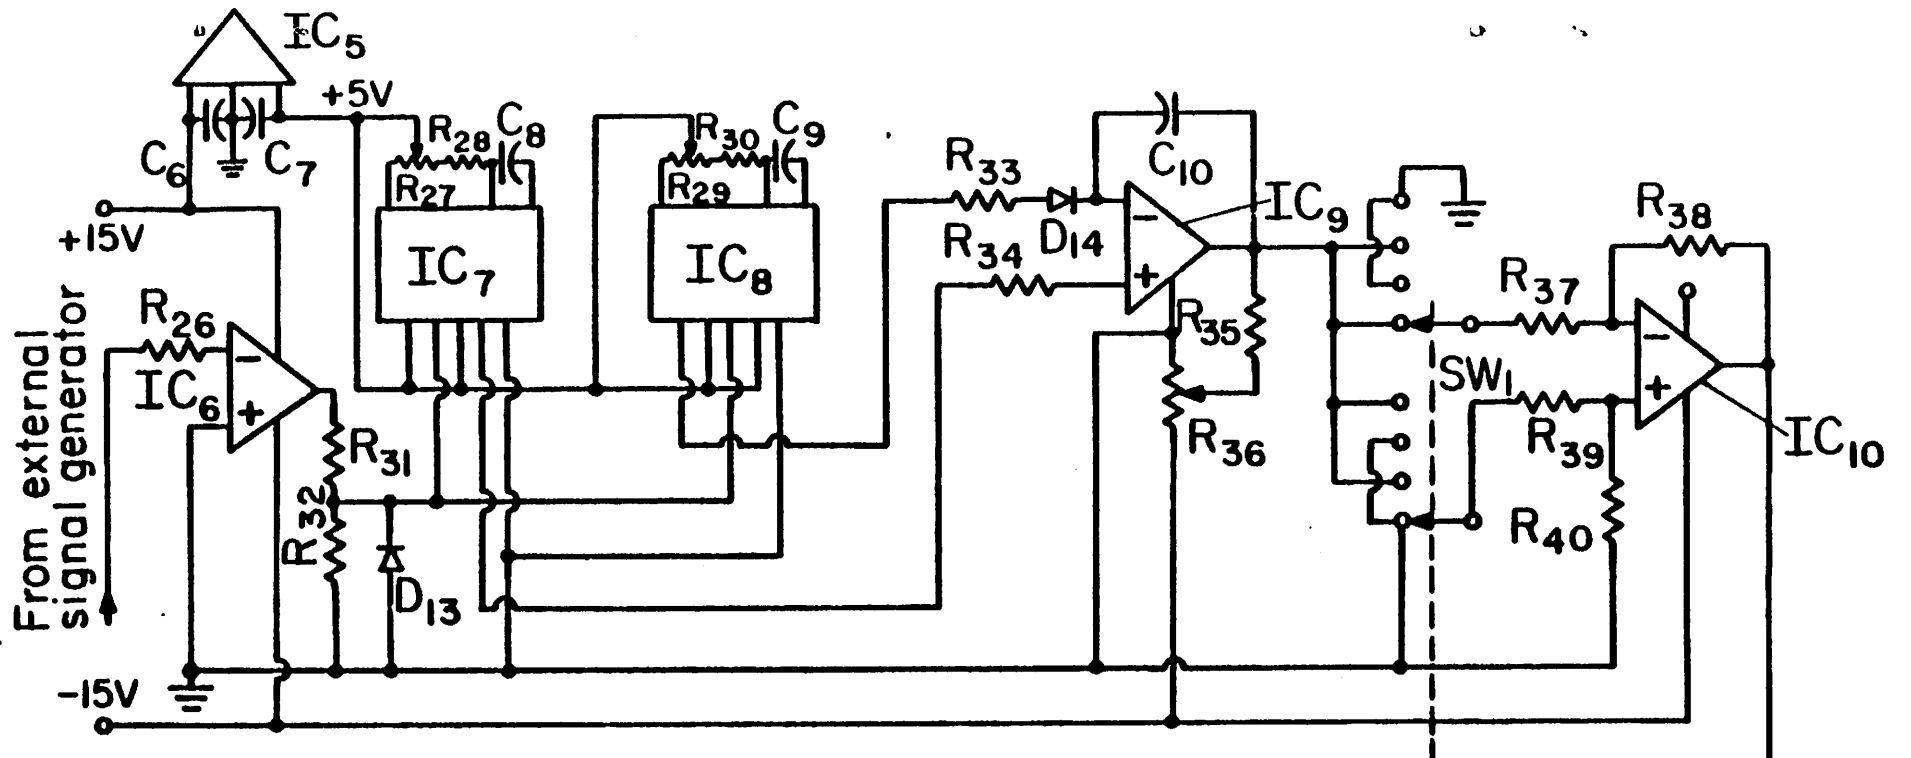 IC5
+5V
C6
C7
R28
C8
R27
R30
C9
R29
+15V
IC7
IC8
R33
D14
R34
C10
IC9
R38
R37
R35
R26
IC6
From external
signal generator
SW1
R31
R36
R39
IC10
R32
R40
D13
-15V